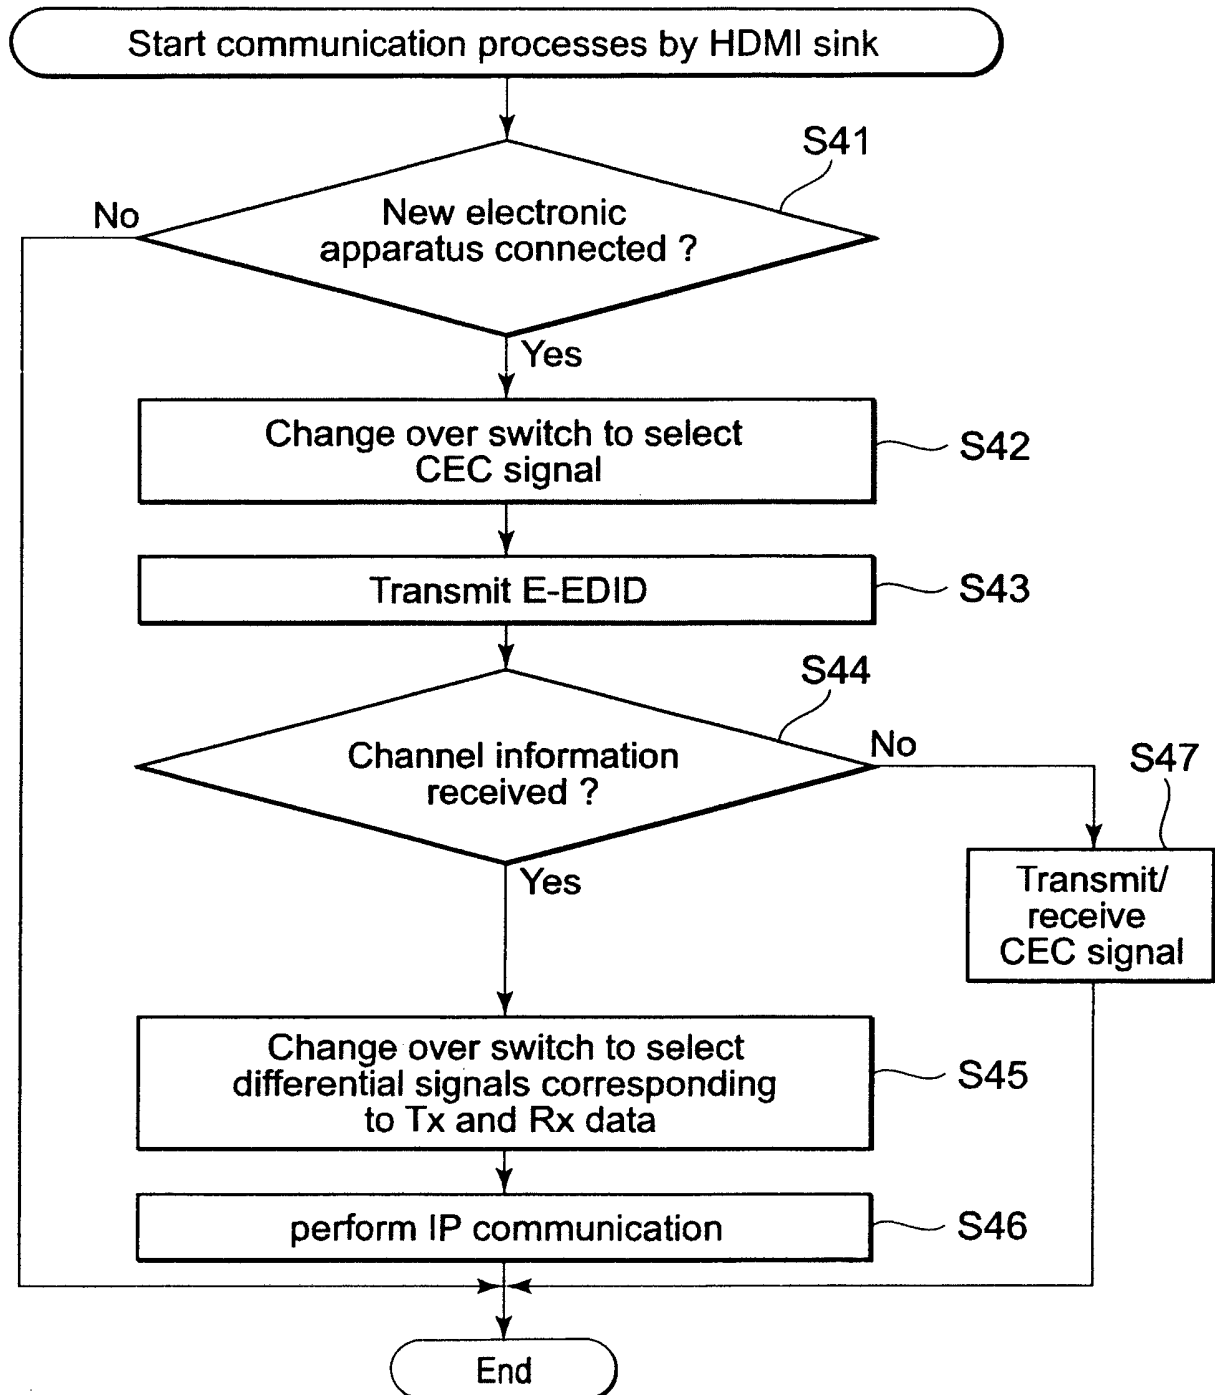 Start communication processes by HDMI sink
S41
No
New electronic
apparatus connected ?
Yes
Change over switch to select
CEC signal
S42
Transmit E-EDID
S43
S44
Channel information
received ?
No
S47
Yes
Transmit/
receive
CEC signal
Change over switch to select
differential signals corresponding
to Tx and Rx data
S45
perform IP communication
S46
End